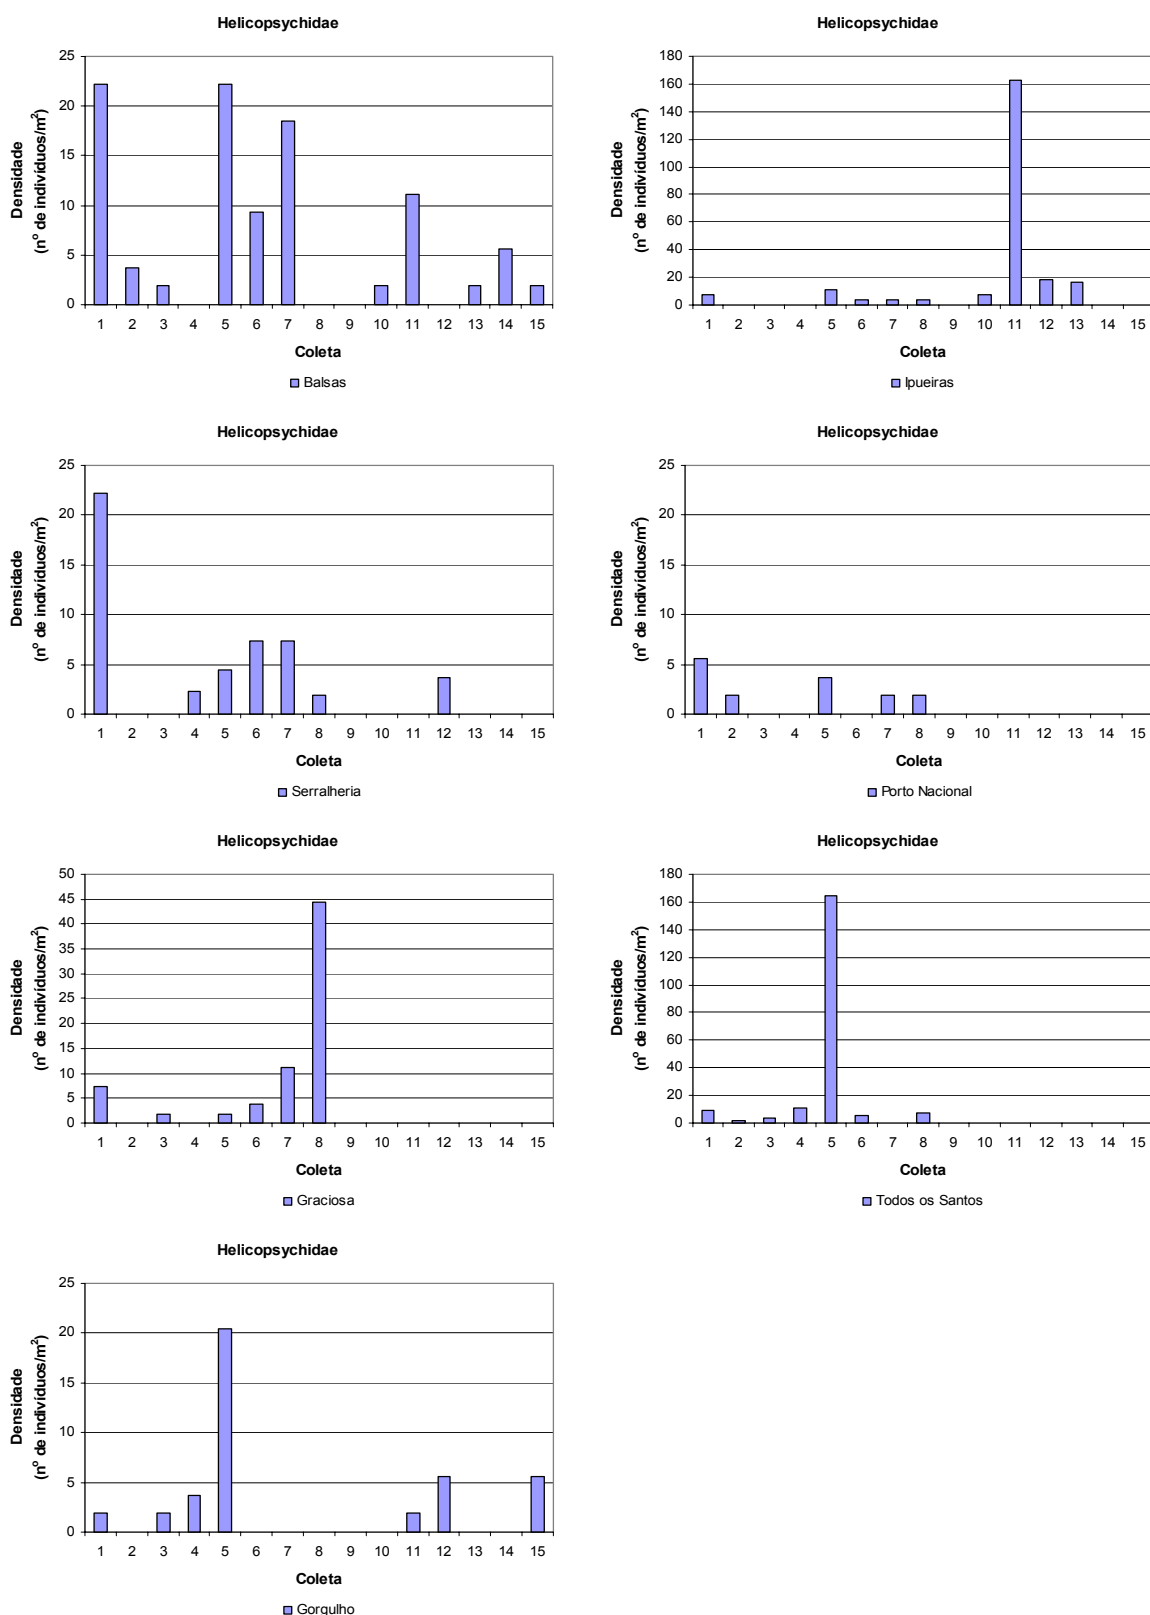 Helicopsychidae
Densidade
(nº de indivíduos/m²)
25
20
15
10
5
0
1 2 3 4 5 6 7 8 9 10 11 12 13 14 15
Coleta
Balsas
Helicopsychidae
Densidade
(nº de indivíduos/m²)
180
160
140
120
100
80
60
40
20
0
1 2 3 4 5 6 7 8 9 10 11 12 13 14 15
Coleta
Ipueiras
Helicopsychidae
Densidade
(nº de indivíduos/m²)
25
20
15
10
5
0
1 2 3 4 5 6 7 8 9 10 11 12 13 14 15
Coleta
Serralheria
Helicopsychidae
Densidade
(nº de indivíduos/m²)
25
20
15
10
5
0
1 2 3 4 5 6 7 8 9 10 11 12 13 14 15
Coleta
Porto Nacional
Helicopsychidae
Densidade
(nº de indivíduos/m²)
50
45
40
35
30
25
20
15
10
5
0
1 2 3 4 5 6 7 8 9 10 11 12 13 14 15
Coleta
Graciosa
Helicopsychidae
Densidade
(nº de indivíduos/m²)
180
160
140
120
100
80
60
40
20
0
1 2 3 4 5 6 7 8 9 10 11 12 13 14 15
Coleta
Todos os Santos
Helicopsychidae
Densidade
(nº de indivíduos/m²)
25
20
15
10
5
0
1 2 3 4 5 6 7 8 9 10 11 12 13 14 15
Coleta
Gorgulho